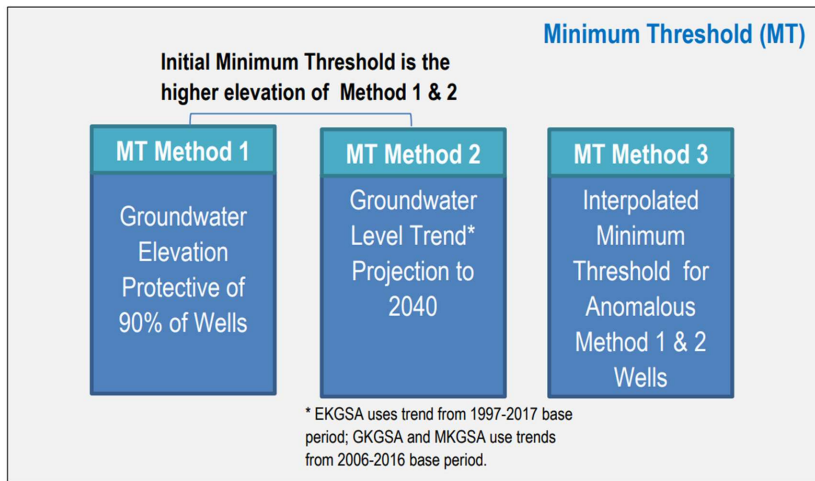 Minimum Threshold (MT)
Initial Minimum Threshold is the
higher elevation of Method 1 & 2
MT Method 1
Groundwater
Elevation
Protective of
90% of Wells
MT Method 2
Groundwater
Level Trend*
Projection to
2040
MT Method 3
Interpolated
Minimum
Threshold for
Anomalous
Method 1 & 2
Wells
* EKGSA uses trend from 1997-2017 base
period; GKGSA and MKGSA use trends
from 2006-2016 base period.